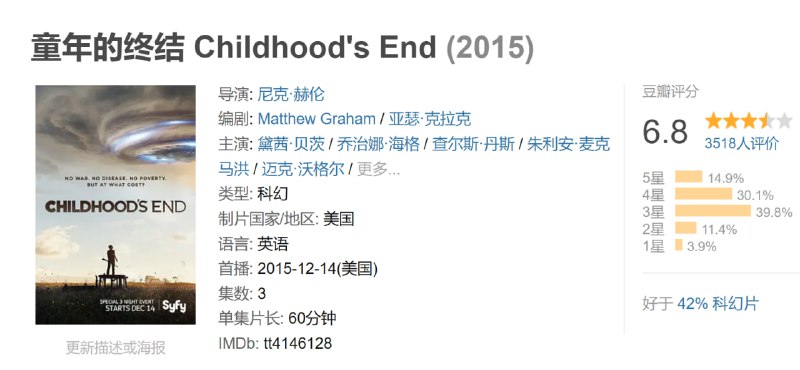 童年的终结 Childhood's End (2015)
NO WAR. NO DISEASE. NO POVERTY.
BUT AT WHAT COST?
CHILDHOOD'S END
SPECIAL 3 NIGHT EVENT
STARTS DEC 14
Syfy
更新描述或海报
导演: 尼克·赫伦
编剧: Matthew Graham / 亚瑟·克拉克
主演: 黛茜·贝茨 / 乔治娜·海格 / 查尔斯·丹斯 / 朱利安·麦克
马洪 / 迈克·沃格尔 / 更多...
类型: 科幻
制片国家/地区: 美国
语言: 英语
首播: 2015-12-14(美国)
集数: 3
单集片长: 60分钟
IMDb: tt4146128
豆瓣评分
6.8
3518人评价
5星 14.9%
4星 30.1%
3星 39.8%
2星 11.4%
1星 3.9%
好于 42% 科幻片